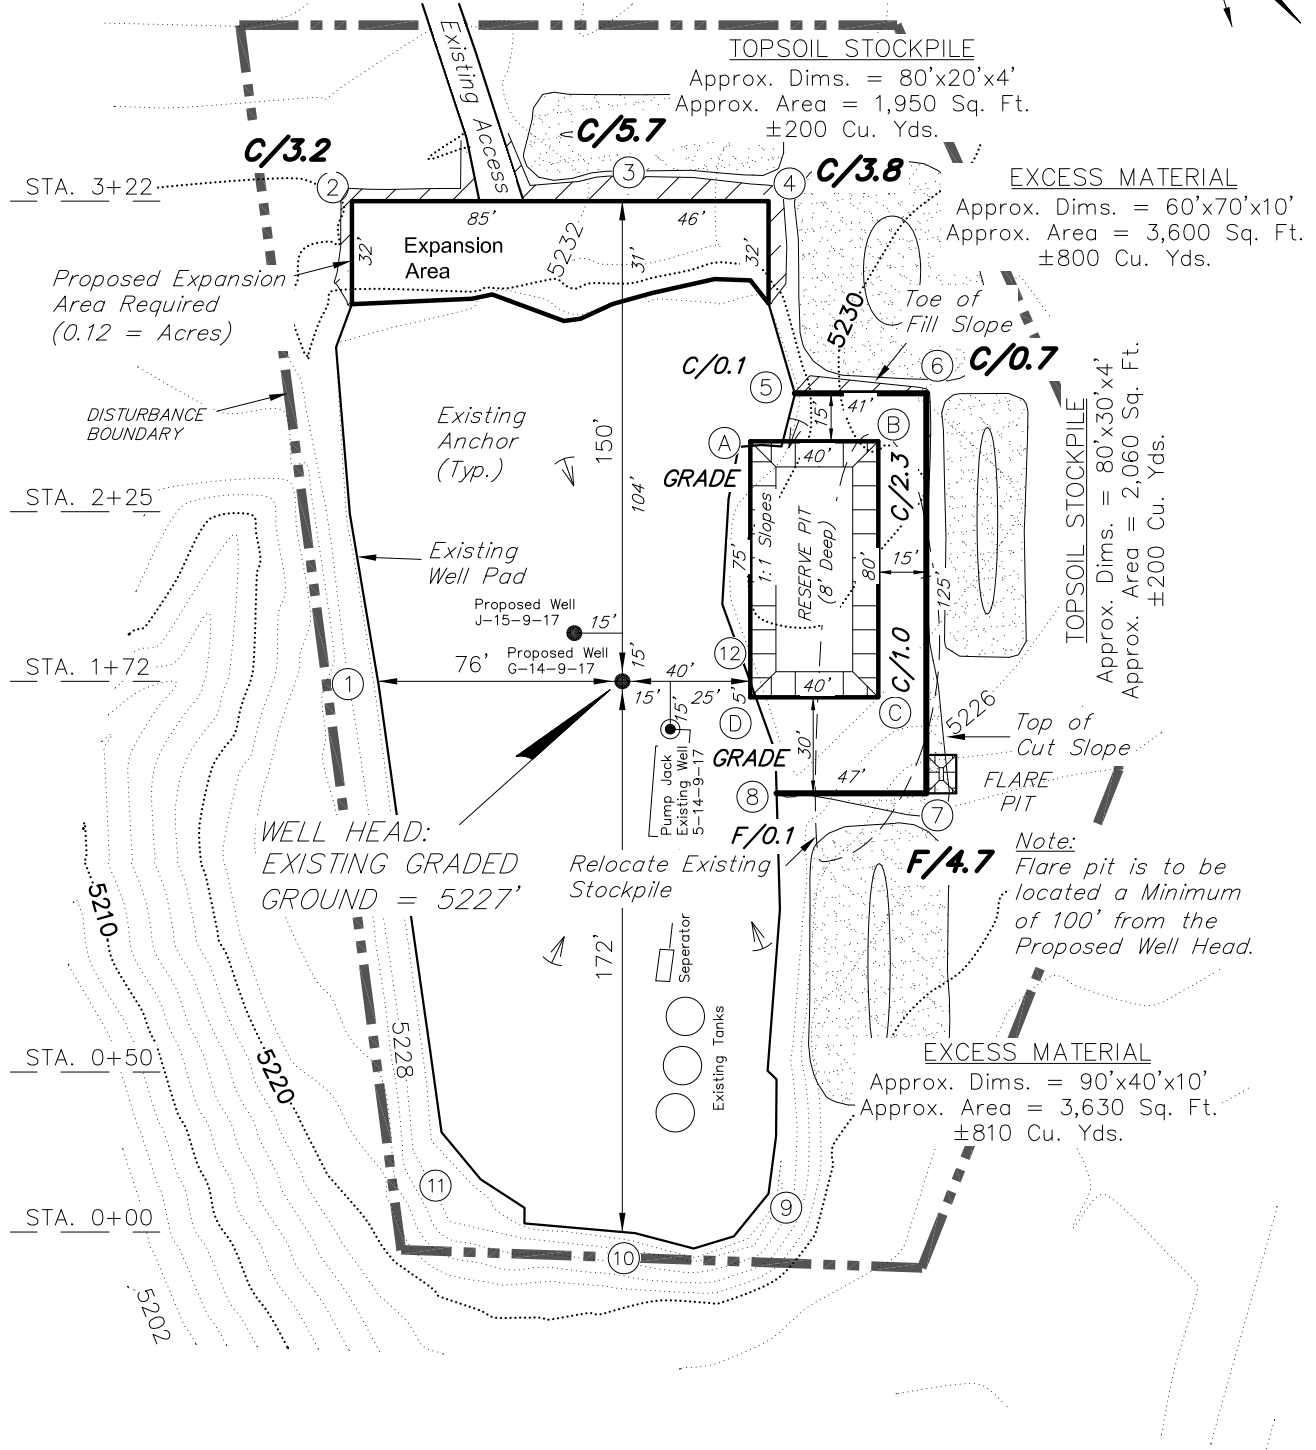 Existing Access
TOPSOIL STOCKPILE
Approx. Dims. = 80'x20'x4'
Approx. Area = 1,950 Sq. Ft.
±200 Cu. Yds.
C/3.2
C/5.7
C/3.8
2
3
4
STA. 3+22
EXCESS MATERIAL
Approx. Dims. = 60'x70'x10'
Approx. Area = 3,600 Sq. Ft.
±800 Cu. Yds.
85'
46'
32'
Expansion
Area
5232
31'
32'
Proposed Expansion
Area Required
(0.12 = Acres)
5230
Toe of
Fill Slope
C/0.1
5
6
C/0.7
DISTURBANCE
BOUNDARY
Existing
Anchor
(Typ.)
150'
104'
15'
41'
A
B
GRADE
40'
C/2.3
TOPSOIL STOCKPILE
Approx. Dims. = 80'x30'x4'
Approx. Area = 2,060 Sq. Ft.
±200 Cu. Yds.
STA. 2+25
Existing
Well Pad
75'
1:1 Slopes
RESERVE PIT
(8' Deep)
80'
15'
125'
Proposed Well
J-15-9-17
15'
Proposed Well
G-14-9-17
15'
STA. 1+72
1
76'
40'
12
C/1.0
15'
25'
5'
40'
15'
D
C
5226
Top of
Cut Slope
Pump Jack
Existing Well
5-14-9-17
GRADE
30'
47'
8
7
FLARE
PIT
F/0.1
F/4.7
WELL HEAD:
EXISTING GRADED
GROUND = 5227'
Relocate Existing
Stockpile
Note:
Flare pit is to be
located a Minimum
of 100' from the
Proposed Well Head.
5210
172'
Seperator
Existing Tanks
5228
5220
STA. 0+50
EXCESS MATERIAL
Approx. Dims. = 90'x40'x10'
Approx. Area = 3,630 Sq. Ft.
±810 Cu. Yds.
11
9
STA. 0+00
10
5202